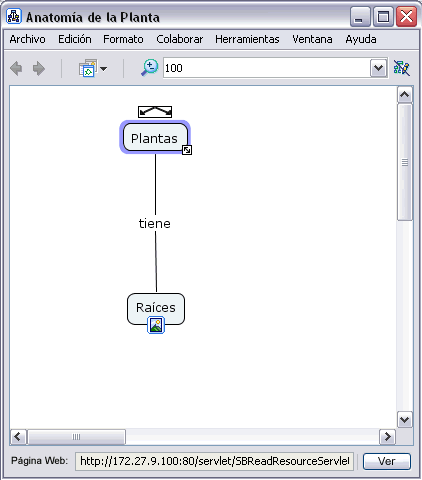 Anatomía de la Planta
Archivo Edición Formato Colaborar Herramientas Ventana Ayuda
100
Plantas
tiene
Raíces
Página Web: http://172.27.9.100:80/servlet/SBReadResourceServlet Ver